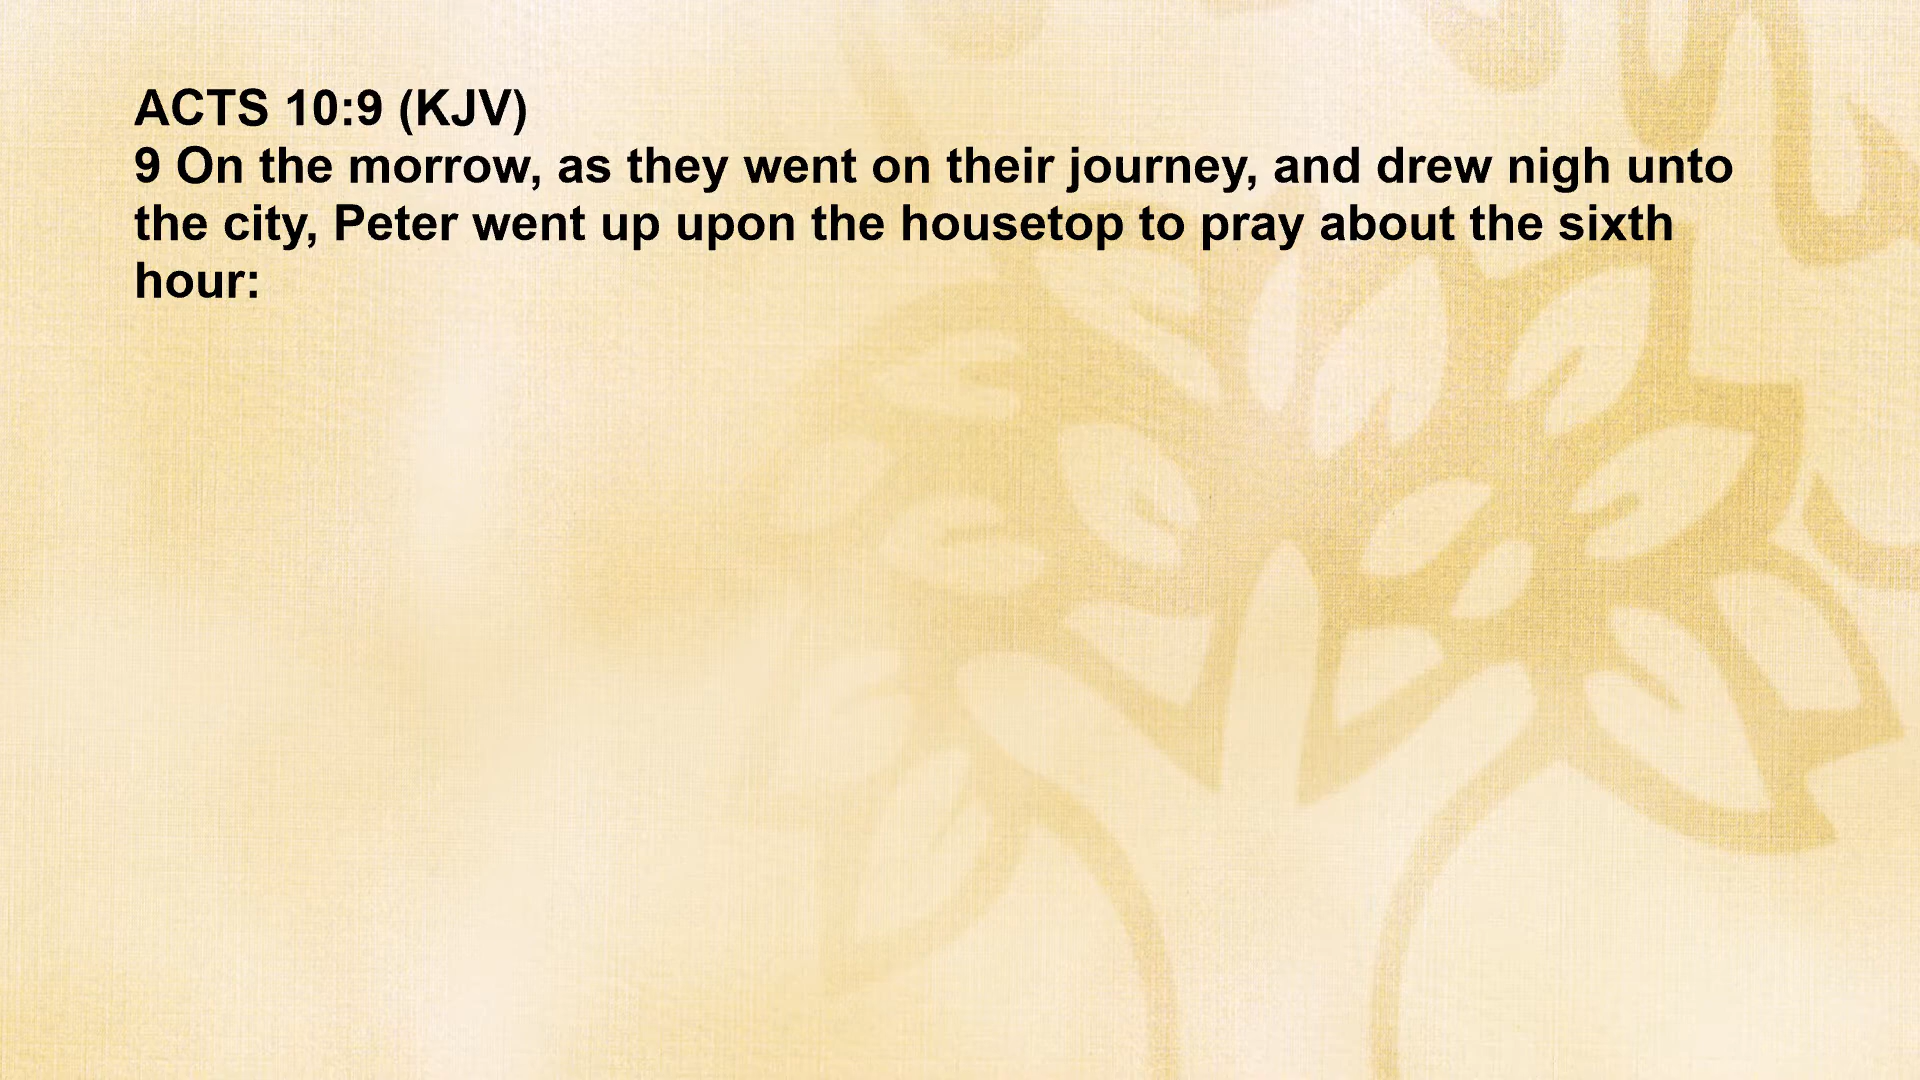 ACTS 10:9 (KJV)
9 On the morrow, as they went on their journey, and drew nigh unto
the city, Peter went up upon the housetop to pray about the sixth
hour: